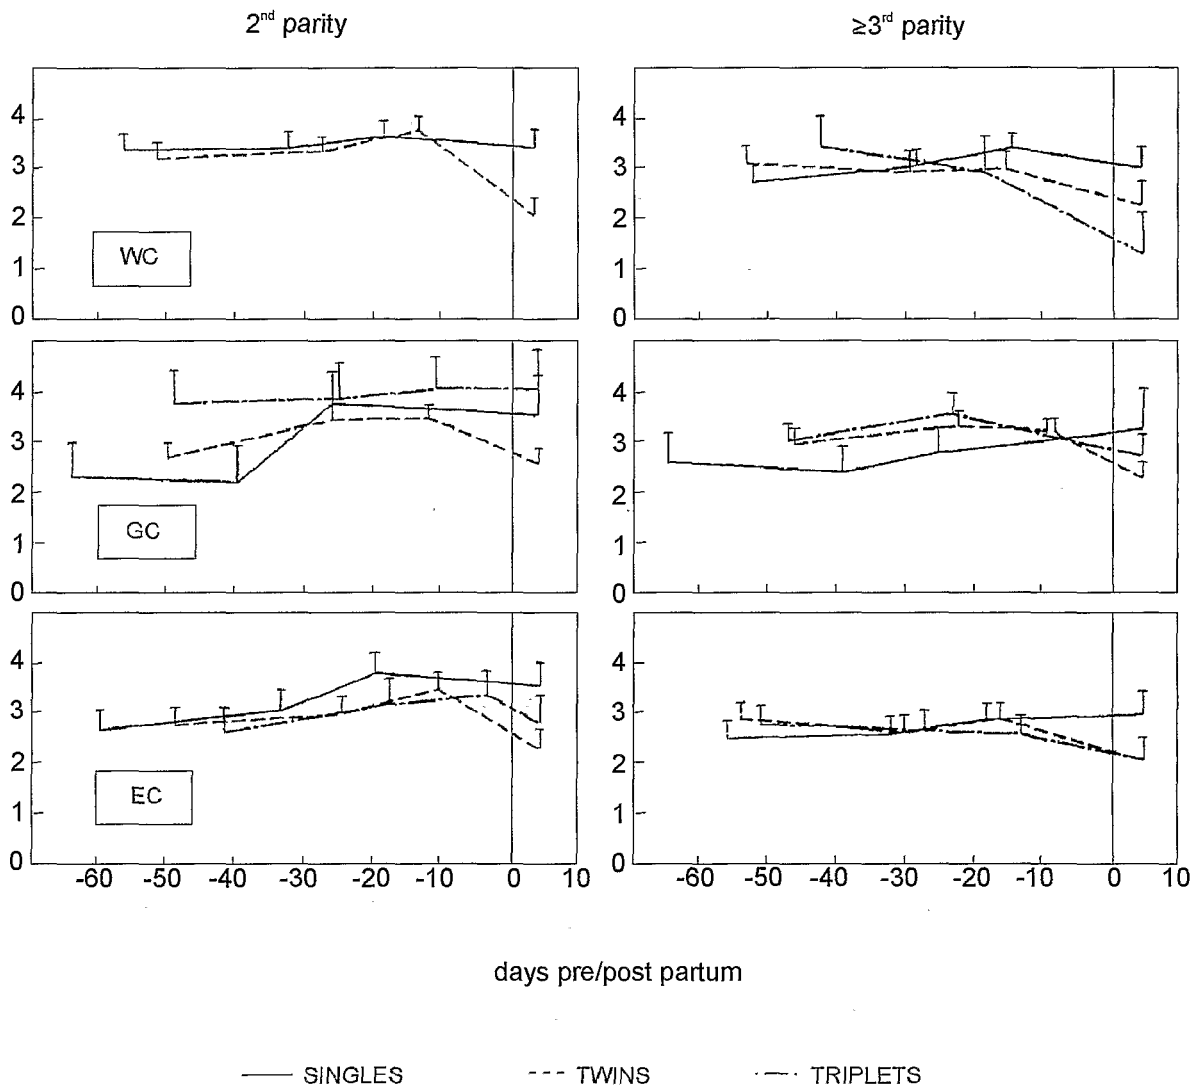 2nd parity ≥3rd parity
4 4
3 3
2 2
WC
1 1
0 0
4 4
3 3
2 2
GC
1 1
0 0
4 4
3 3
2 2
EC
1 1
0 0
-60 -50 -40 -30 -20 -10 0 10 -60 -50 -40 -30 -20 -10 0 10
days pre/post partum
SINGLES TWINS TRIPLETS